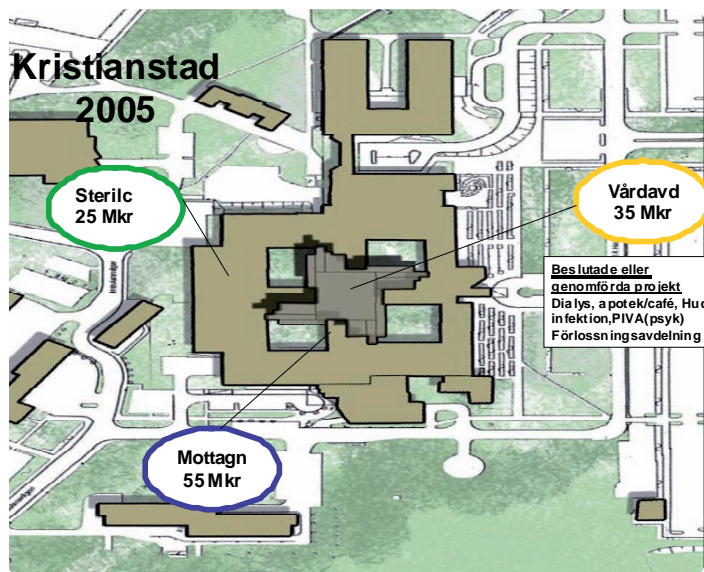 Kristianstad
2005
Sterilc
25 Mkr
Vårdavd
35 Mkr
Beslutade eller
genomförda projekt
Dialys, apotek/café, Hud
infektion,PIVA(psyk)
Förlossningsavdelning
Mottagn
55 Mkr